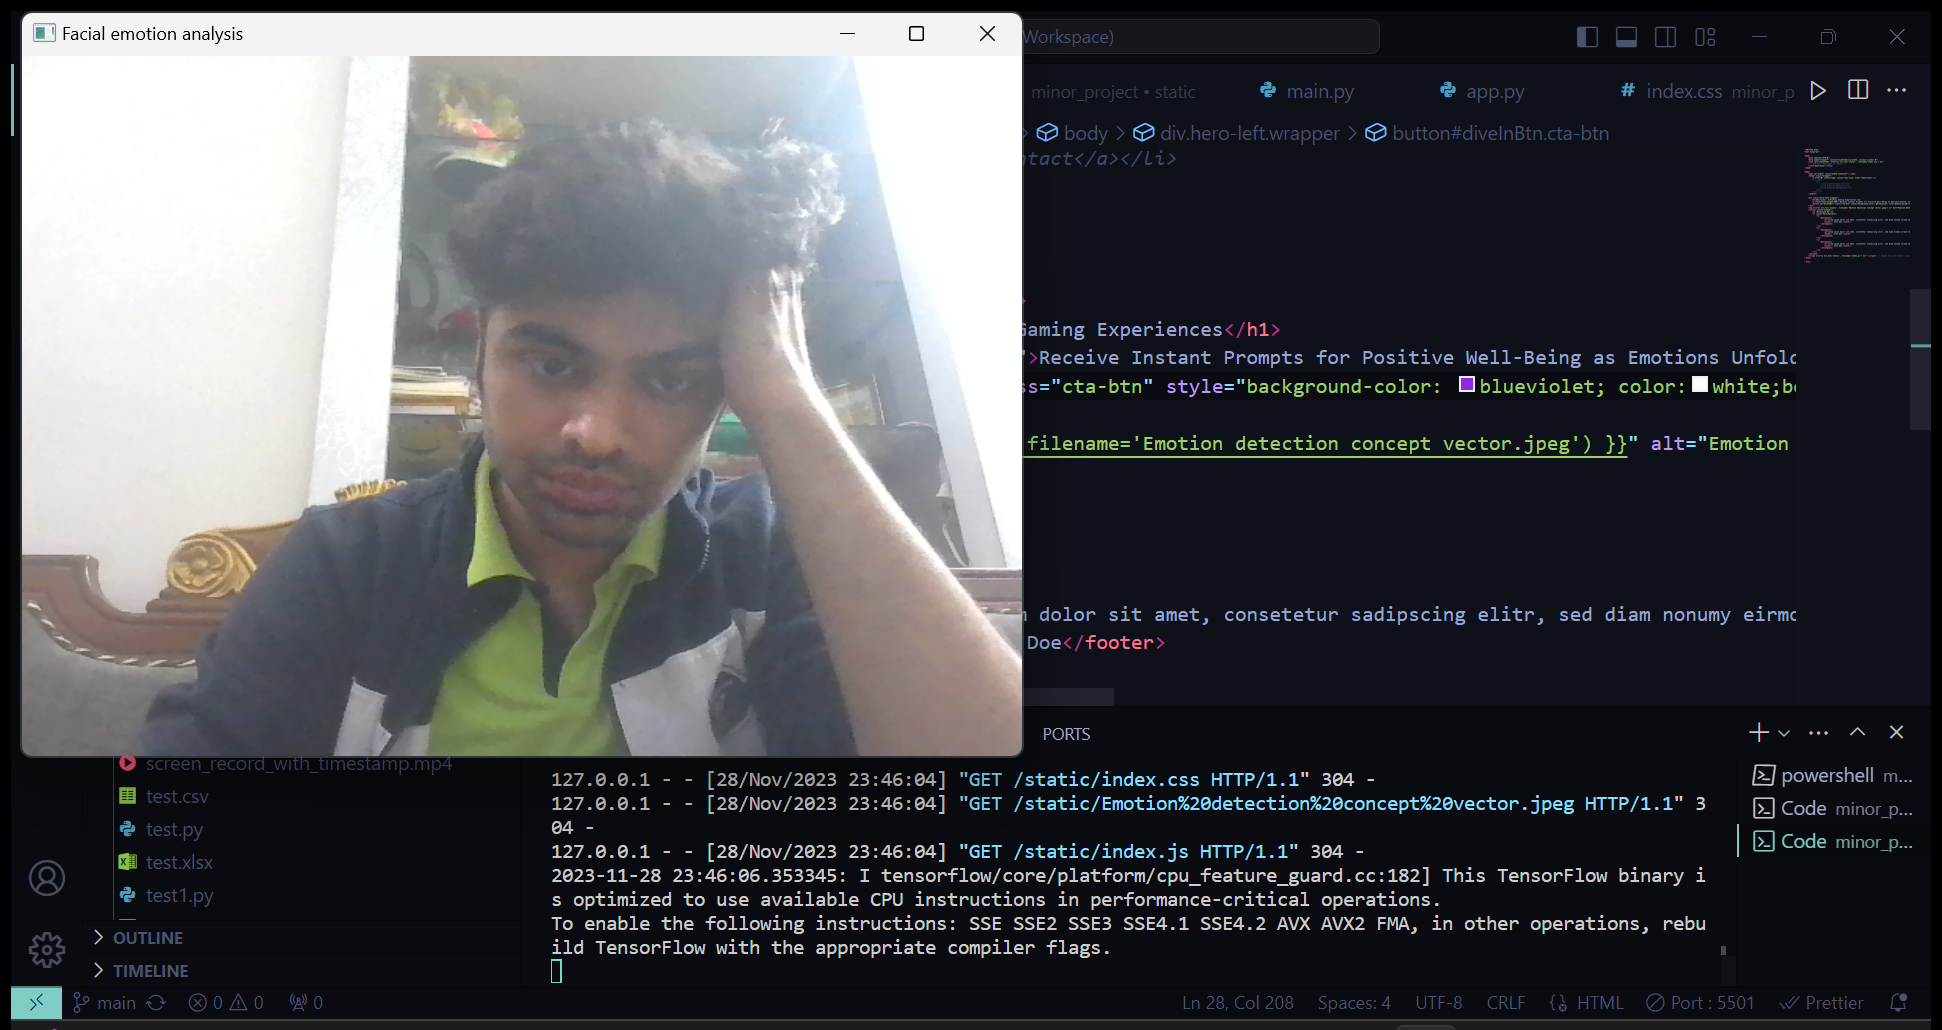 Facial emotion analysis
Workspace)
minor_project • static
main.py
app.py
# index.css minor_p
body
div.hero-left.wrapper
button#diveInBtn.cta-btn
ntact</a></li>
>
Gaming Experiences</h1>
">Receive Instant Prompts for Positive Well-Being as Emotions Unfold
ss="cta-btn" style="background-color: blueviolet; color: white;bo
filename='Emotion detection concept vector.jpeg') }}" alt="Emotion
dolor sit amet, consetetur sadipscing elitr, sed diam nonumy eirmo
Doe</footer>
PORTS
screen_record_with_timestamp.mp4
test.csv
test.py
test.xlsx
test1.py
OUTLINE
TIMELINE
127.0.0.1 - - [28/Nov/2023 23:46:04] "GET /static/index.css HTTP/1.1" 304 -
127.0.0.1 - - [28/Nov/2023 23:46:04] "GET /static/Emotion%20detection%20concept%20vector.jpeg HTTP/1.1" 3
04 -
127.0.0.1 - - [28/Nov/2023 23:46:04] "GET /static/index.js HTTP/1.1" 304 -
2023-11-28 23:46:06.353345: I tensorflow/core/platform/cpu_feature_guard.cc:182] This TensorFlow binary i
s optimized to use available CPU instructions in performance-critical operations.
To enable the following instructions: SSE SSE2 SSE3 SSE4.1 SSE4.2 AVX AVX2 FMA, in other operations, rebu
ild TensorFlow with the appropriate compiler flags.
powershell m...
Code minor_p...
Code minor_p...
main
0
0
0
Ln 28, Col 208
Spaces: 4
UTF-8
CRLF
HTML
Port : 5501
Prettier